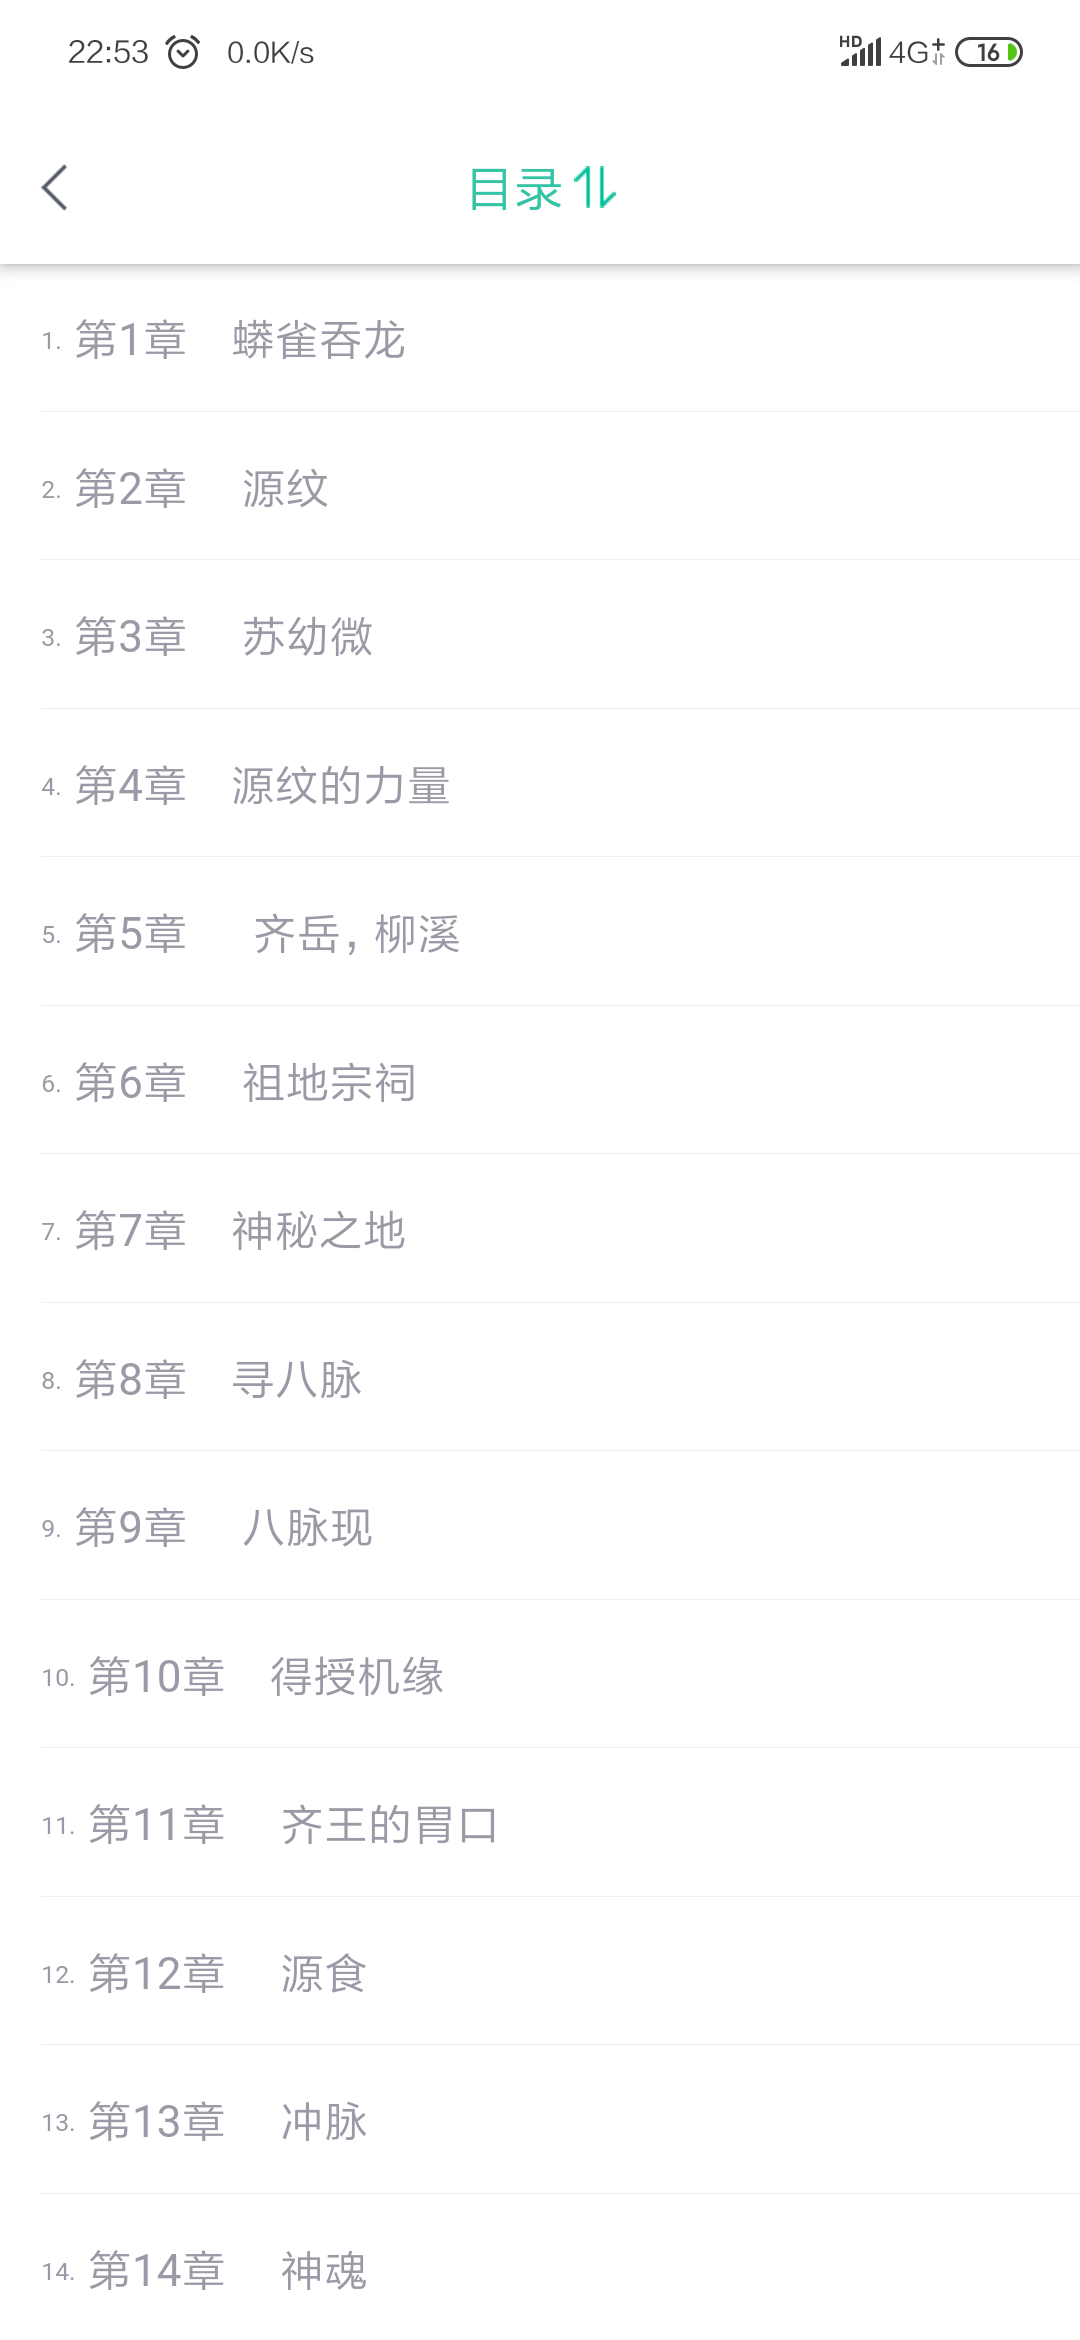 22:53 0.0K/s HD 4G+ 16
目录
1. 第1章 蟒雀吞龙
2. 第2章 源纹
3. 第3章 苏幼微
4. 第4章 源纹的力量
5. 第5章 齐岳，柳溪
6. 第6章 祖地宗祠
7. 第7章 神秘之地
8. 第8章 寻八脉
9. 第9章 八脉现
10. 第10章 得授机缘
11. 第11章 齐王的胃口
12. 第12章 源食
13. 第13章 冲脉
14. 第14章 神魂